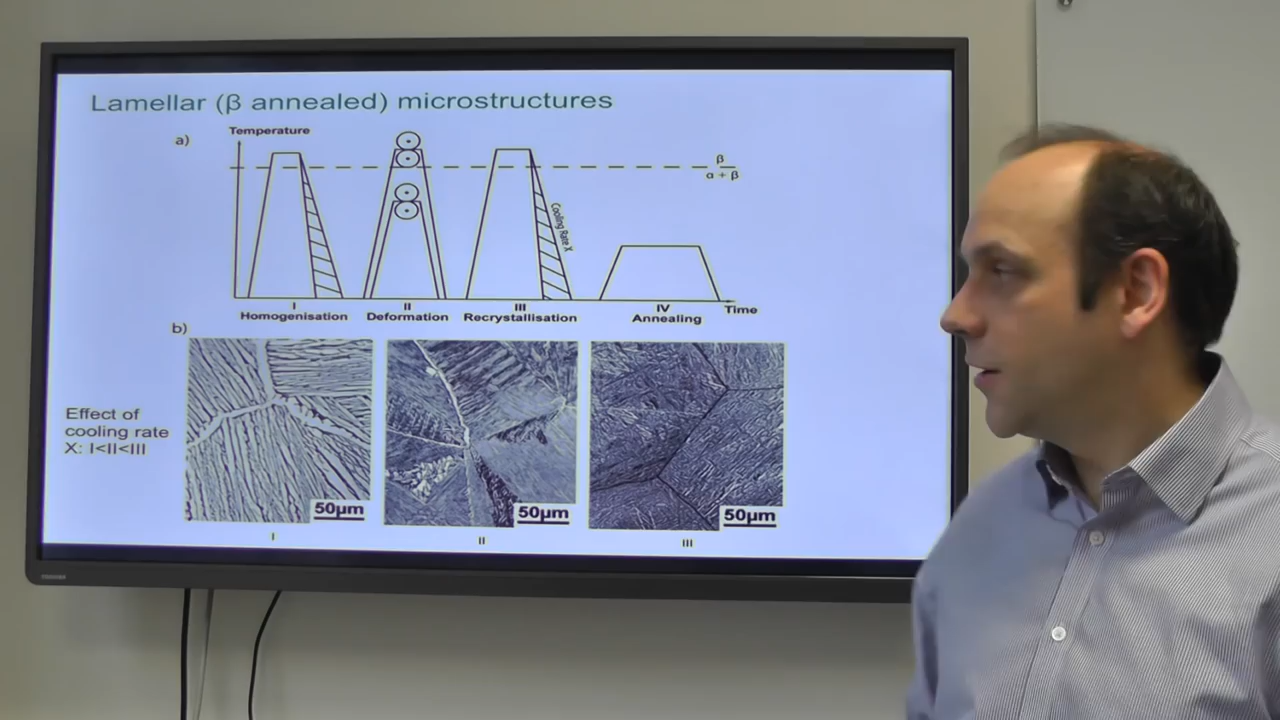 Lamellar (β annealed) microstructures
a)
Temperature
β
α + β
Cooling Rate X
I
Homogenisation
II
Deformation
III
Recrystallisation
IV
Annealing
Time
b)
Effect of
cooling rate
X: I<II<III
50μm
50μm
50μm
I
II
III
TOSHIBA